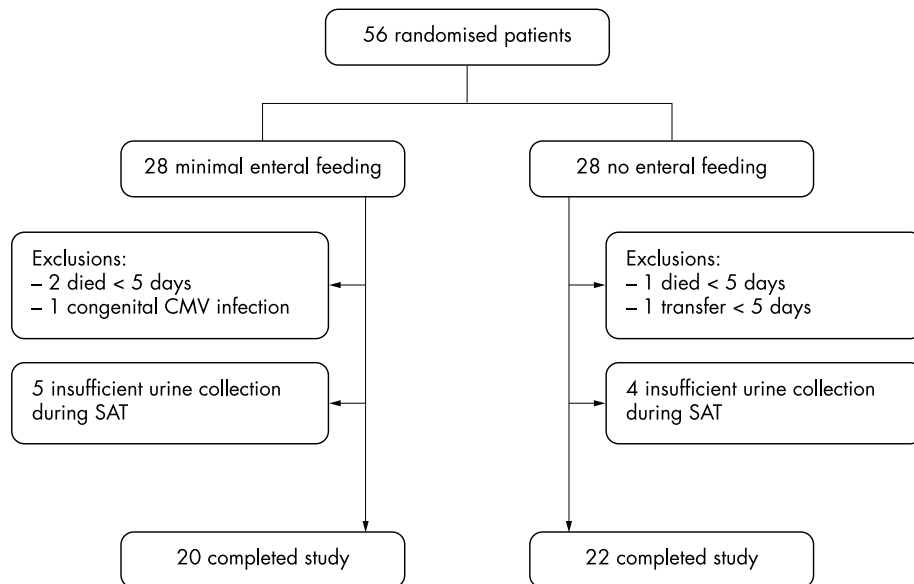 56 randomised patients
28 minimal enteral feeding
28 no enteral feeding
Exclusions:
– 2 died < 5 days
– 1 congenital CMV infection
Exclusions:
– 1 died < 5 days
– 1 transfer < 5 days
5 insufficient urine collection
during SAT
4 insufficient urine collection
during SAT
20 completed study
22 completed study